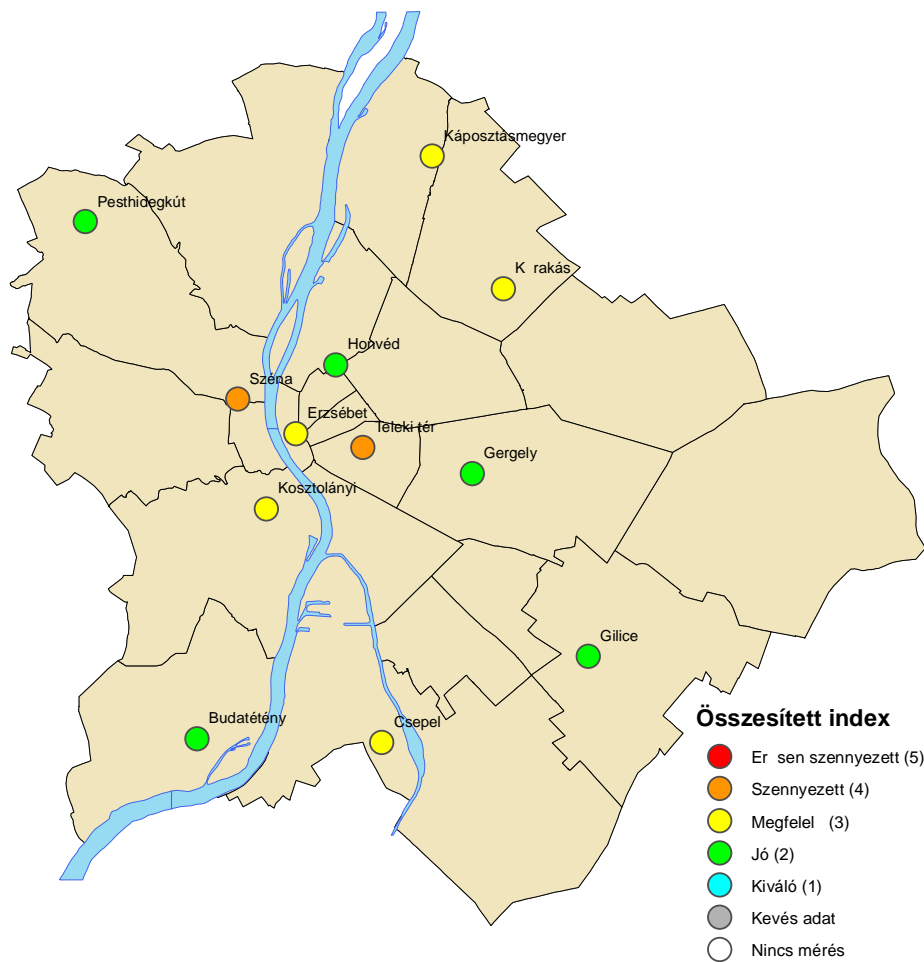 Káposztásmegyer
Pesthidegkút
K rakás
Honvéd
Széna
Erzsébet
Teleki tér
Gergely
Kosztolányi
Gilice
Budatétény
Csepel
Összesített index
Er sen szennyezett (5)
Szennyezett (4)
Megfelel (3)
Jó (2)
Kiváló (1)
Kevés adat
Nincs mérés